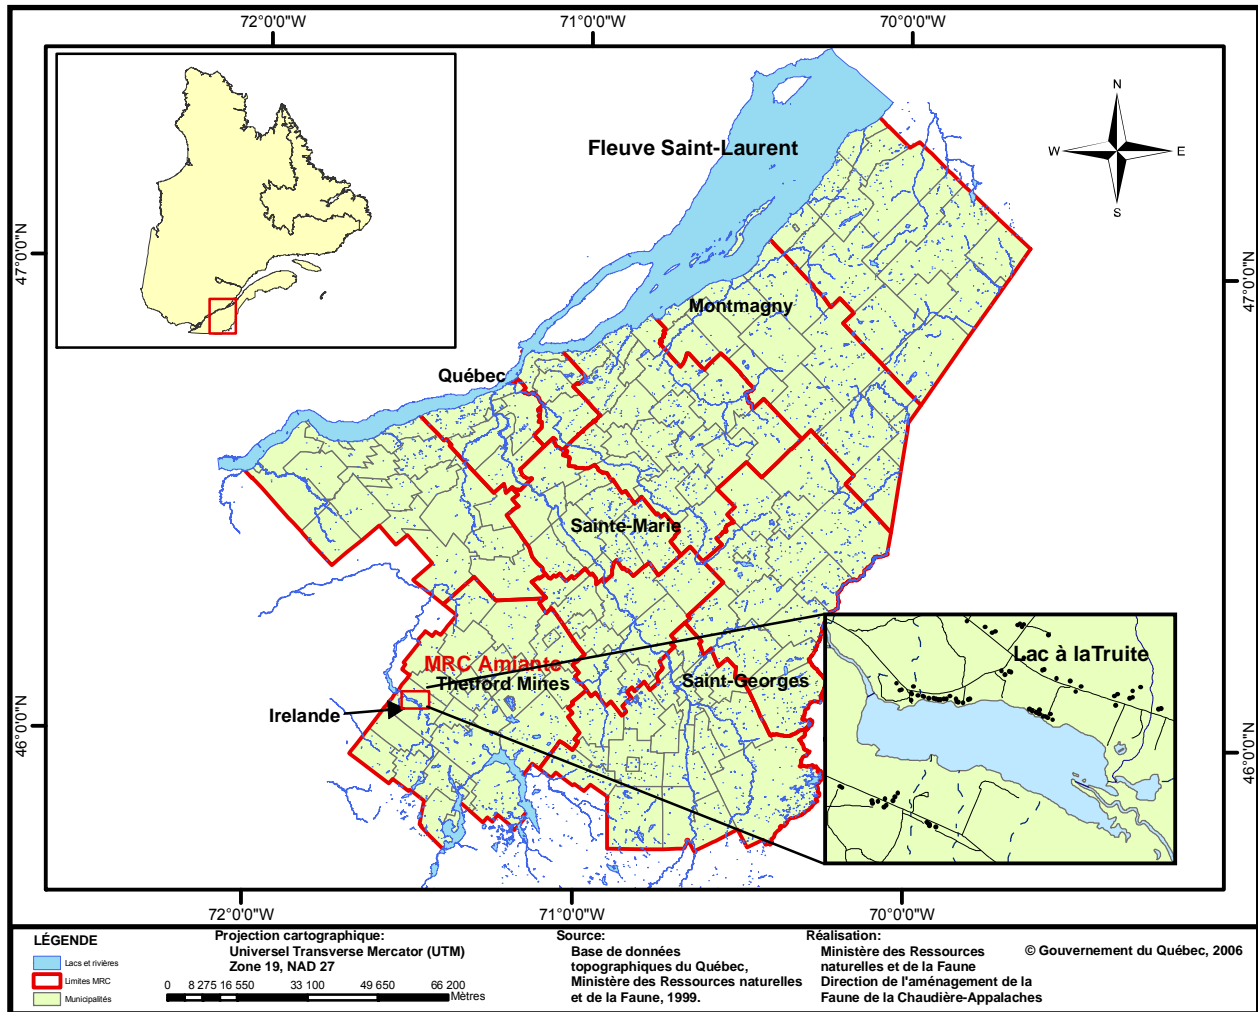 72°0'0"W
71°0'0"W
70°0'0"W
47°0'0"N
47°0'0"N
46°0'0"N
46°0'0"N
N
W
E
S
Fleuve Saint-Laurent
Montmagny
Québec
Sainte-Marie
MRC Amiante
Thetford Mines
Saint-Georges
Irelande
Lac à laTruite
72°0'0"W
71°0'0"W
70°0'0"W
LÉGENDE
Lacs et rivières
Limites MRC
Municipalités
Projection cartographique:
Universel Transverse Mercator (UTM)
Zone 19, NAD 27
0 8 275 16 550 33 100 49 650 66 200
Mètres
Source:
Base de données
topographiques du Québec,
Ministère des Ressources naturelles
et de la Faune, 1999.
Réalisation:
Ministère des Ressources
naturelles et de la Faune
Direction de l'aménagement de la
Faune de la Chaudière-Appalaches
© Gouvernement du Québec, 2006